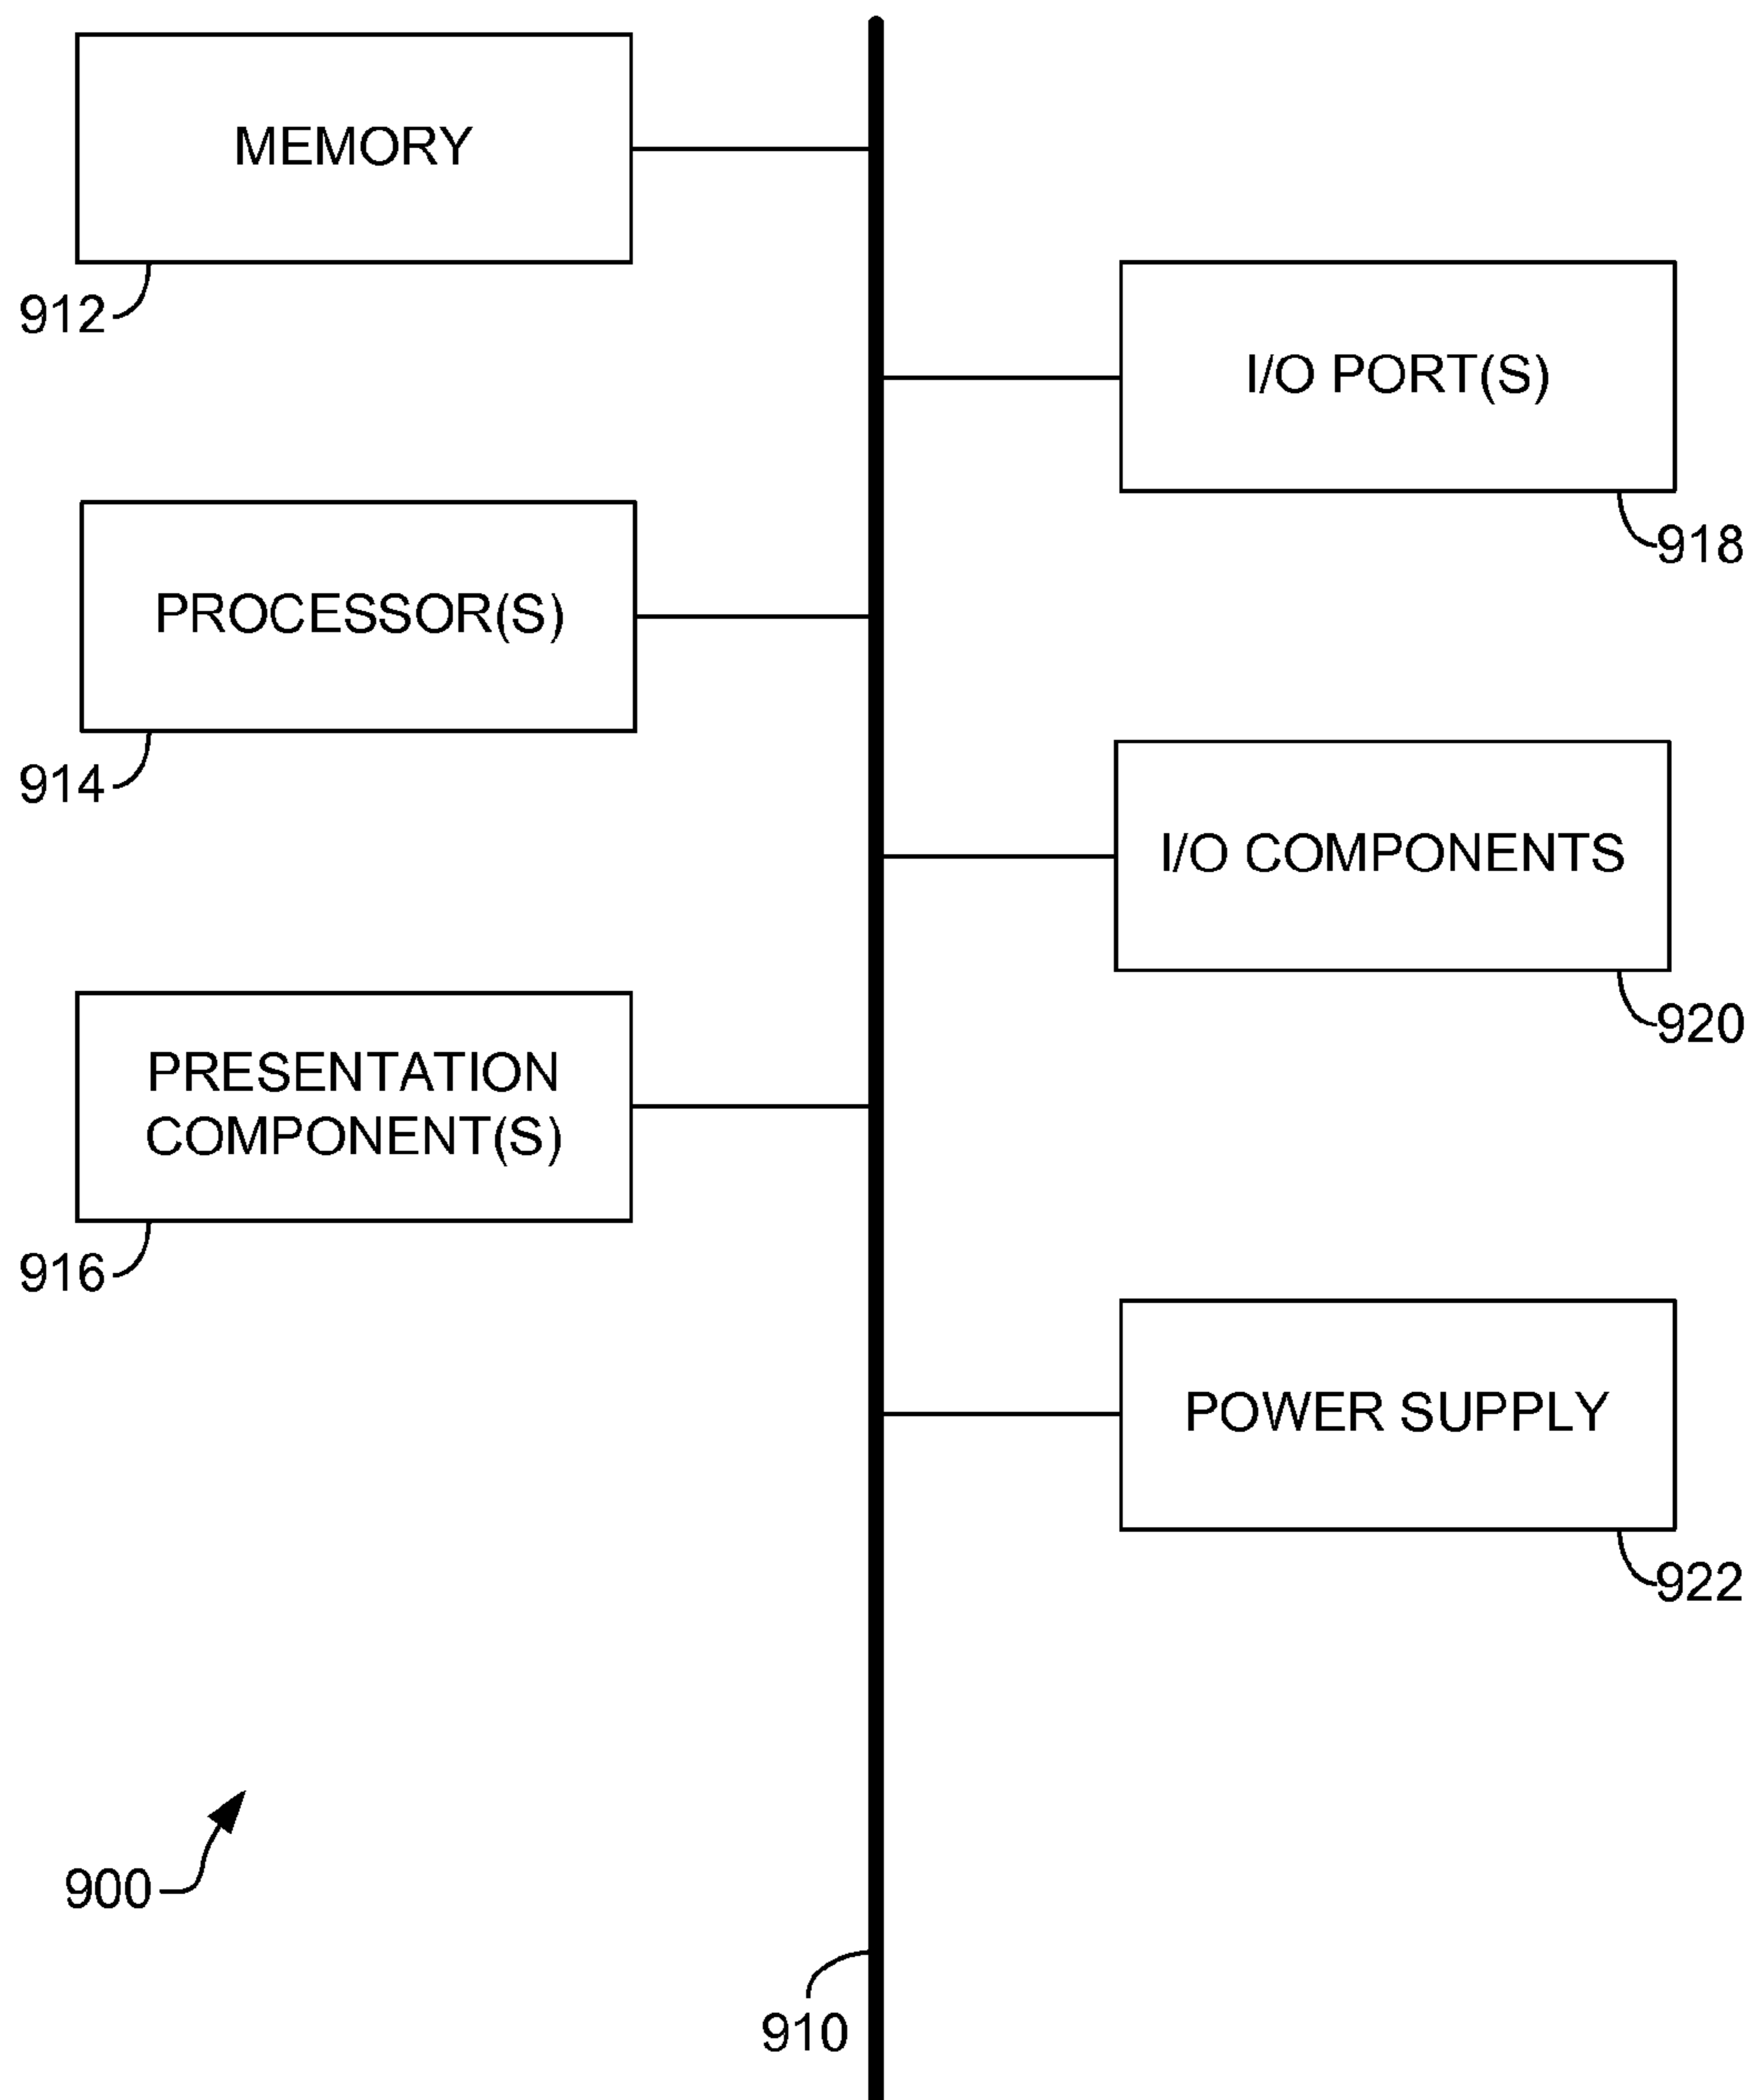 MEMORY
912
I/O PORT(S)
918
PROCESSOR(S)
914
I/O COMPONENTS
920
PRESENTATION
COMPONENT(S)
916
POWER SUPPLY
922
900
910